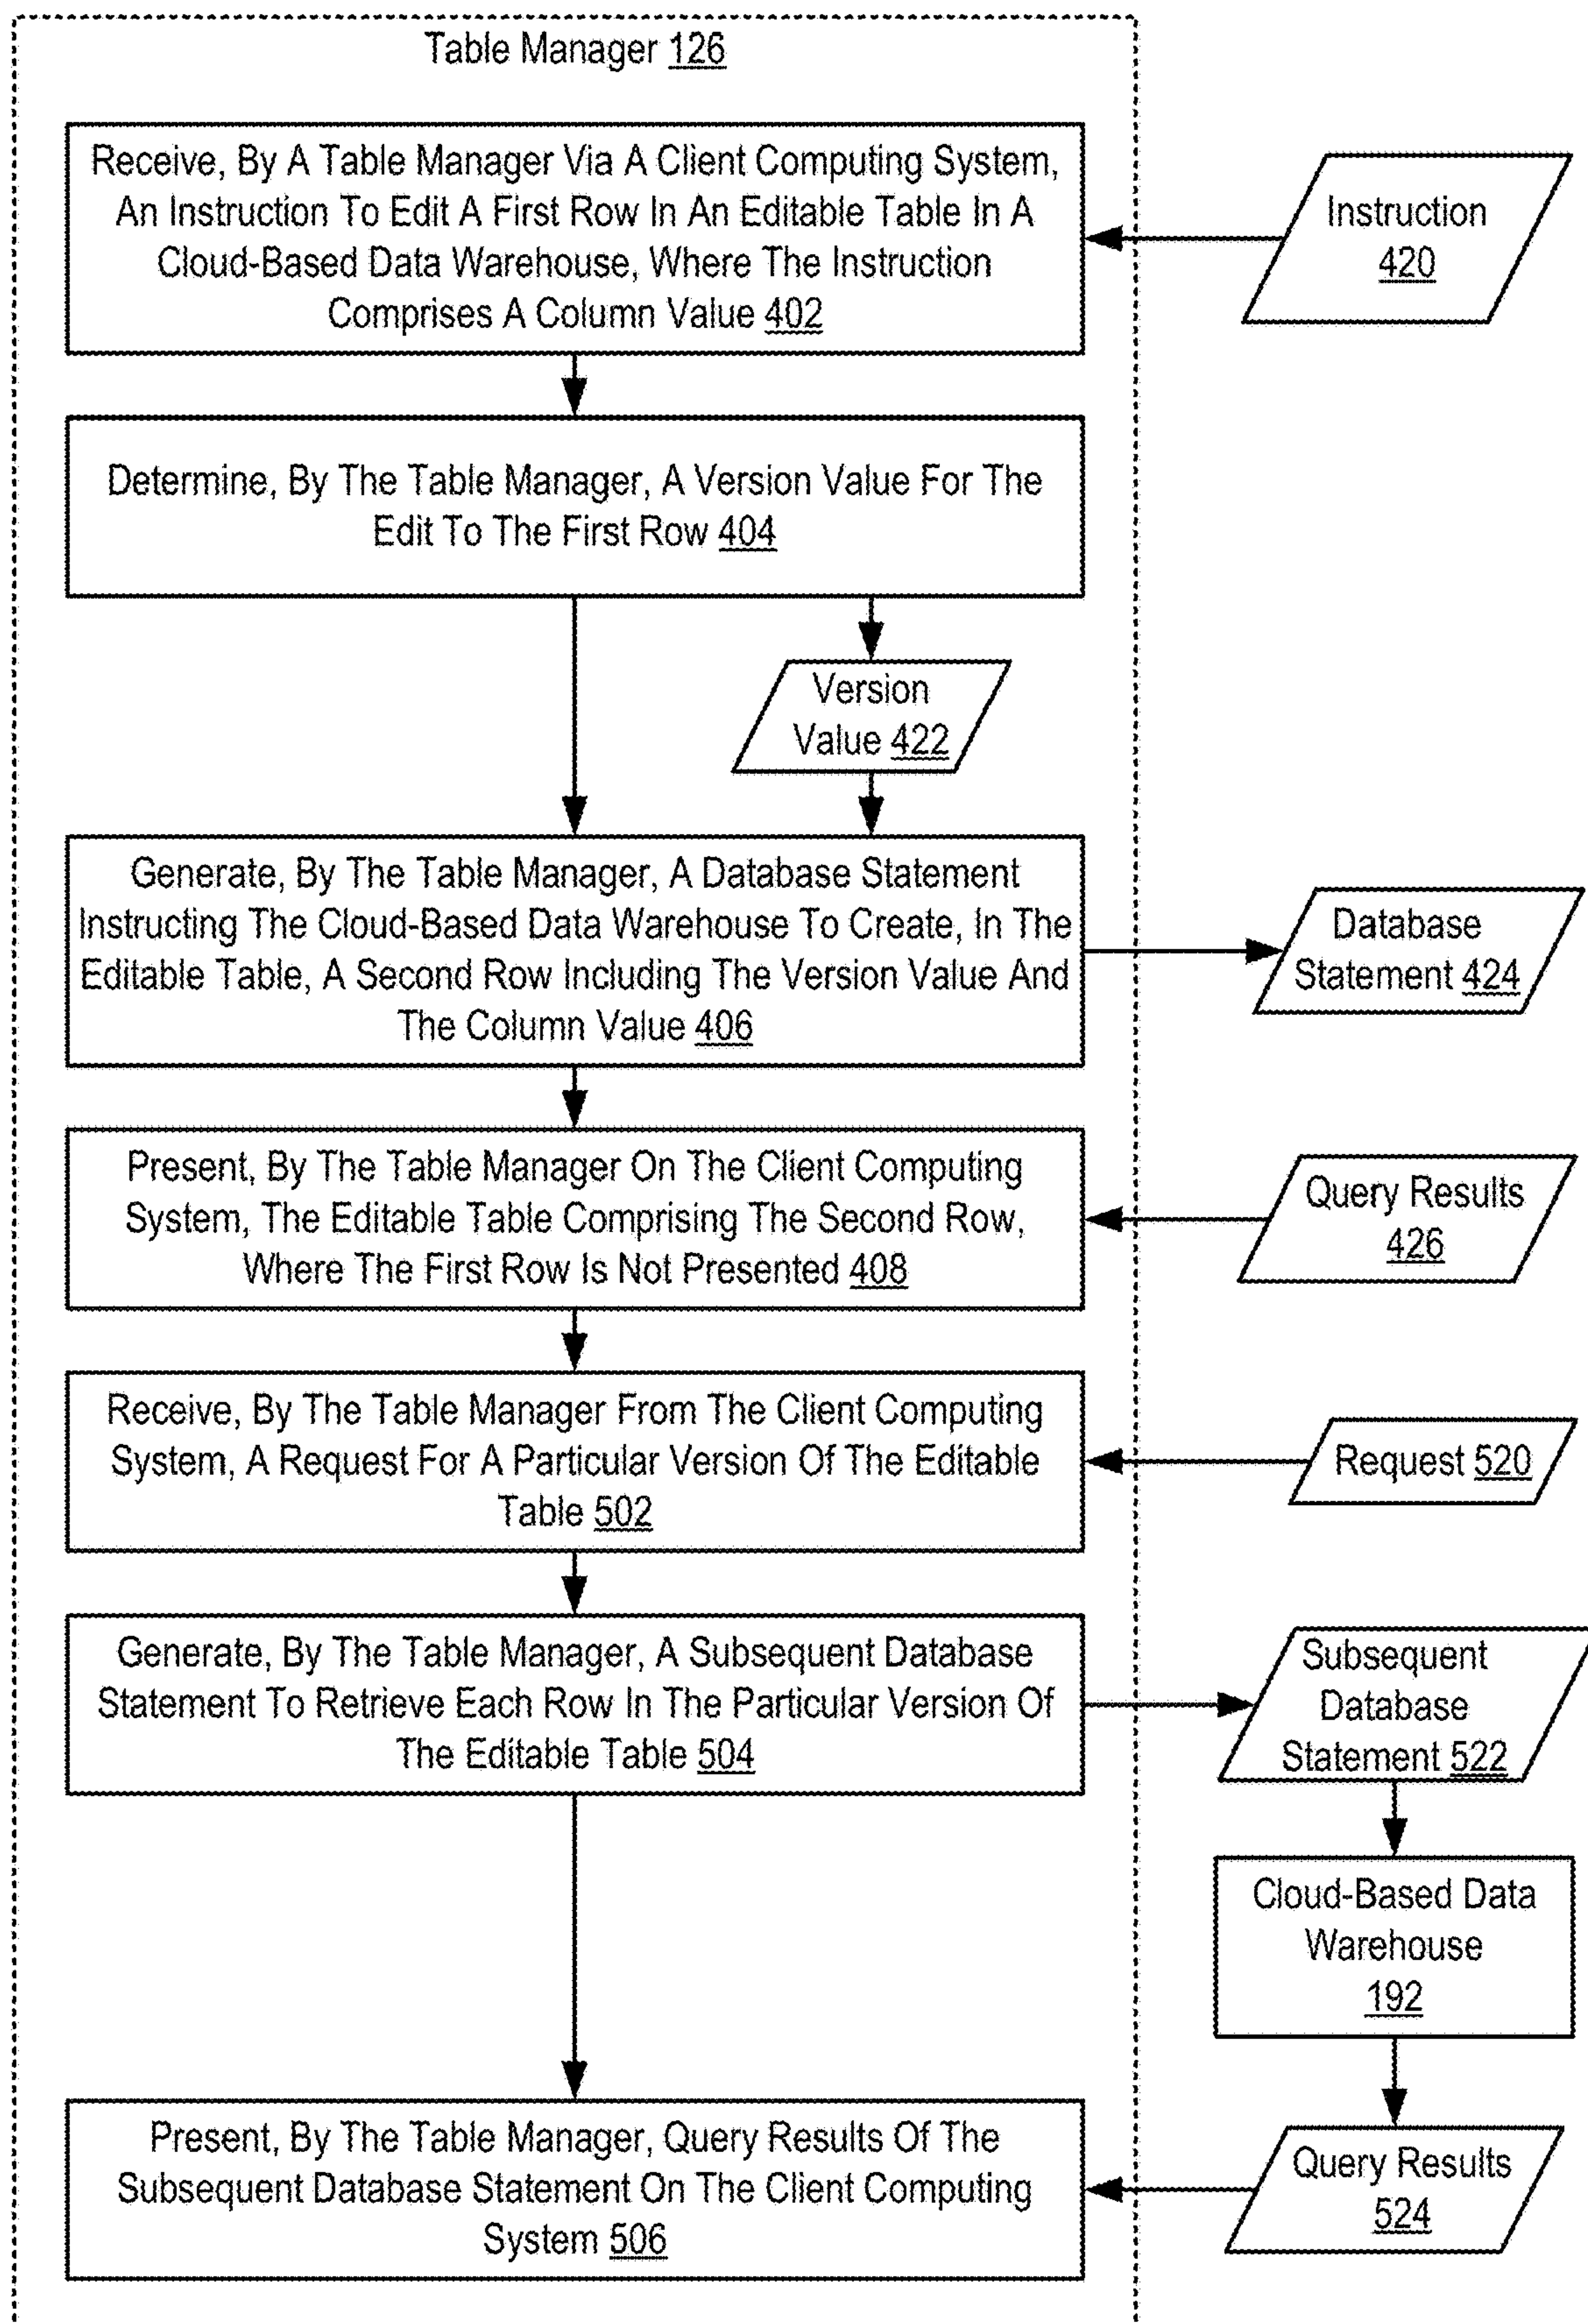 Table Manager 126
Receive, By A Table Manager Via A Client Computing System,
An Instruction To Edit A First Row In An Editable Table In A
Cloud-Based Data Warehouse, Where The Instruction
Comprises A Column Value 402
Instruction
420
Determine, By The Table Manager, A Version Value For The
Edit To The First Row 404
Version
Value 422
Generate, By The Table Manager, A Database Statement
Instructing The Cloud-Based Data Warehouse To Create, In The
Editable Table, A Second Row Including The Version Value And
The Column Value 406
Database
Statement 424
Present, By The Table Manager On The Client Computing
System, The Editable Table Comprising The Second Row,
Where The First Row Is Not Presented 408
Query Results
426
Receive, By The Table Manager From The Client Computing
System, A Request For A Particular Version Of The Editable
Table 502
Request 520
Generate, By The Table Manager, A Subsequent Database
Statement To Retrieve Each Row In The Particular Version Of
The Editable Table 504
Subsequent
Database
Statement 522
Cloud-Based Data
Warehouse
192
Present, By The Table Manager, Query Results Of The
Subsequent Database Statement On The Client Computing
System 506
Query Results
524